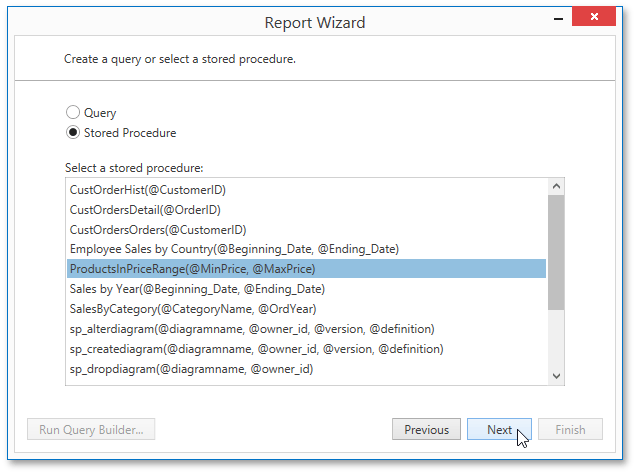 Report Wizard
Create a query or select a stored procedure.
Query
Stored Procedure
Select a stored procedure:
CustOrderHist(@CustomerID)
CustOrdersDetail(@OrderID)
CustOrdersOrders(@CustomerID)
Employee Sales by Country(@Beginning_Date, @Ending_Date)
ProductsInPriceRange(@MinPrice, @MaxPrice)
Sales by Year(@Beginning_Date, @Ending_Date)
SalesByCategory(@CategoryName, @OrdYear)
sp_alterdiagram(@diagramname, @owner_id, @version, @definition)
sp_creatediagram(@diagramname, @owner_id, @version, @definition)
sp_dropdiagram(@diagramname, @owner_id)
Run Query Builder... Previous Next Finish